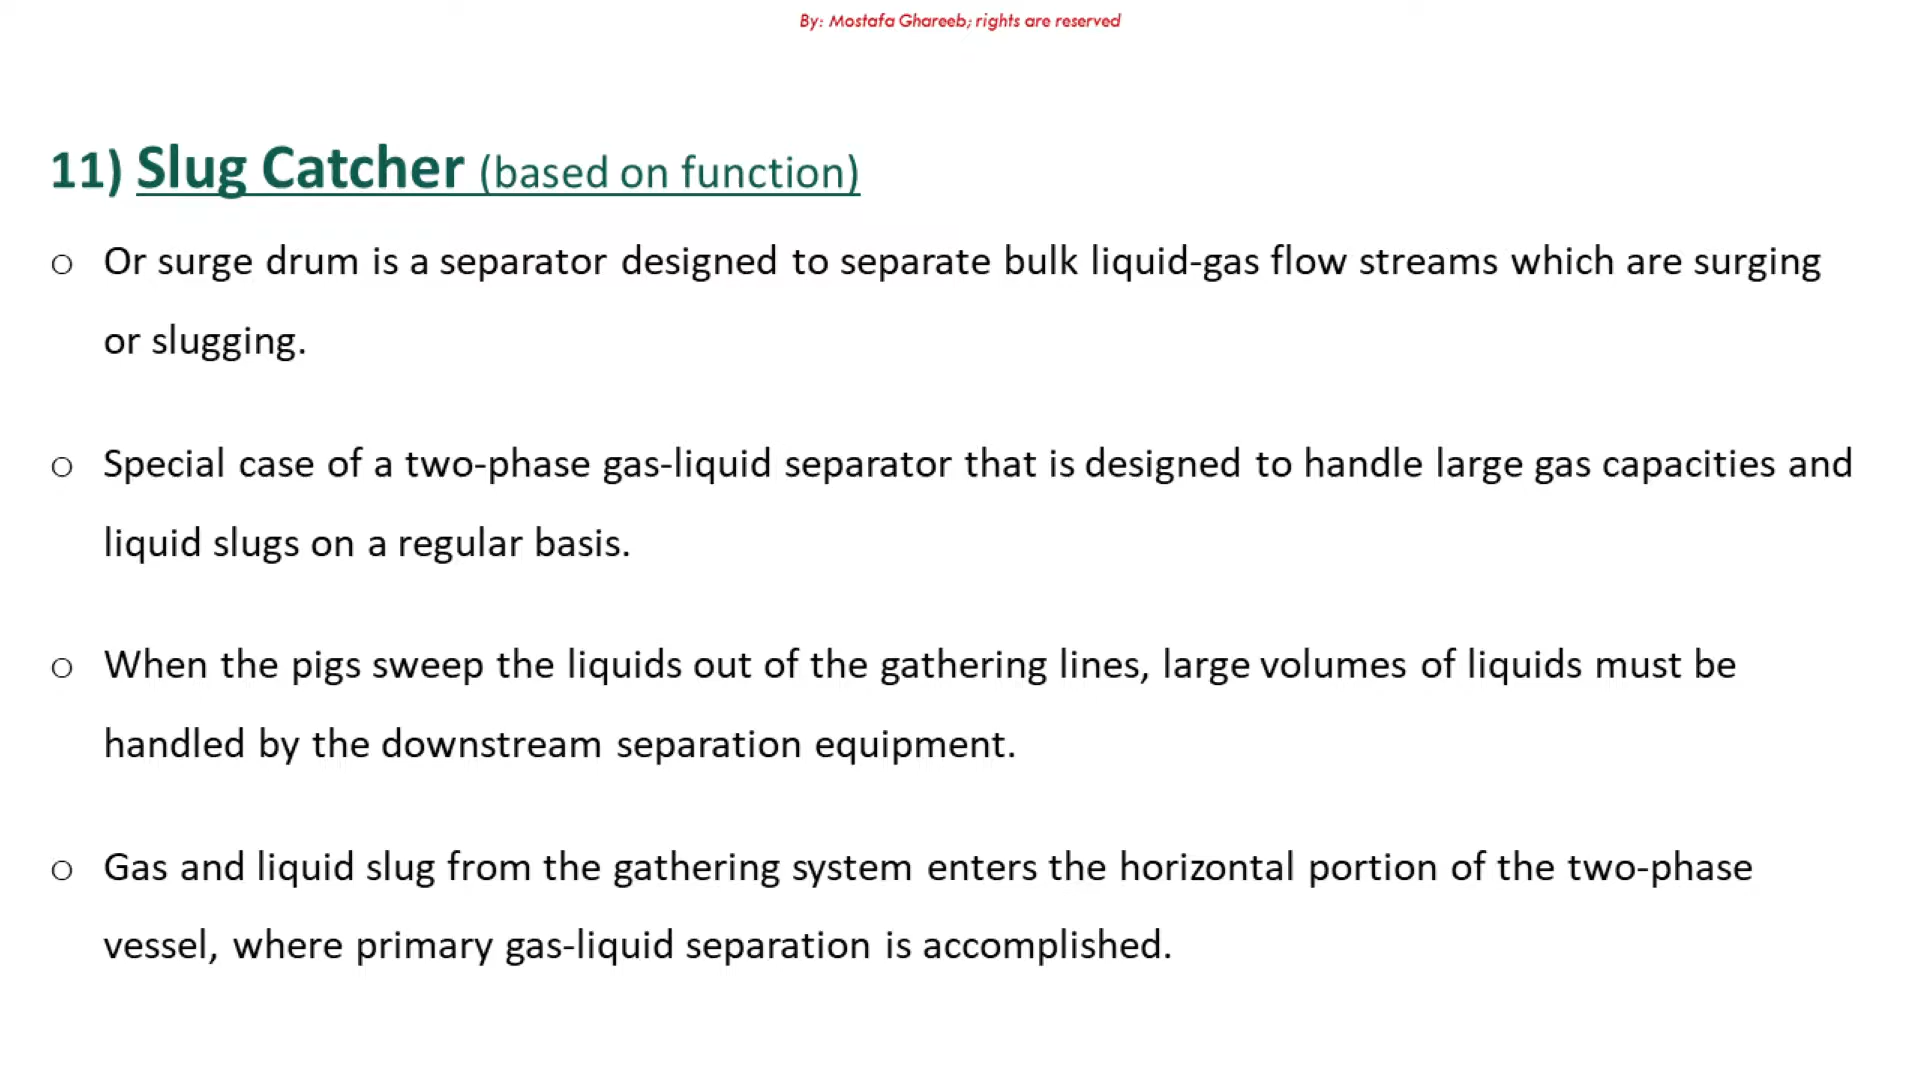 By: Mostafa Ghareeb; rights are reserved
11) Slug Catcher (based on function)
o Or surge drum is a separator designed to separate bulk liquid-gas flow streams which are surging
or slugging.
o Special case of a two-phase gas-liquid separator that is designed to handle large gas capacities and
liquid slugs on a regular basis.
o When the pigs sweep the liquids out of the gathering lines, large volumes of liquids must be
handled by the downstream separation equipment.
o Gas and liquid slug from the gathering system enters the horizontal portion of the two-phase
vessel, where primary gas-liquid separation is accomplished.